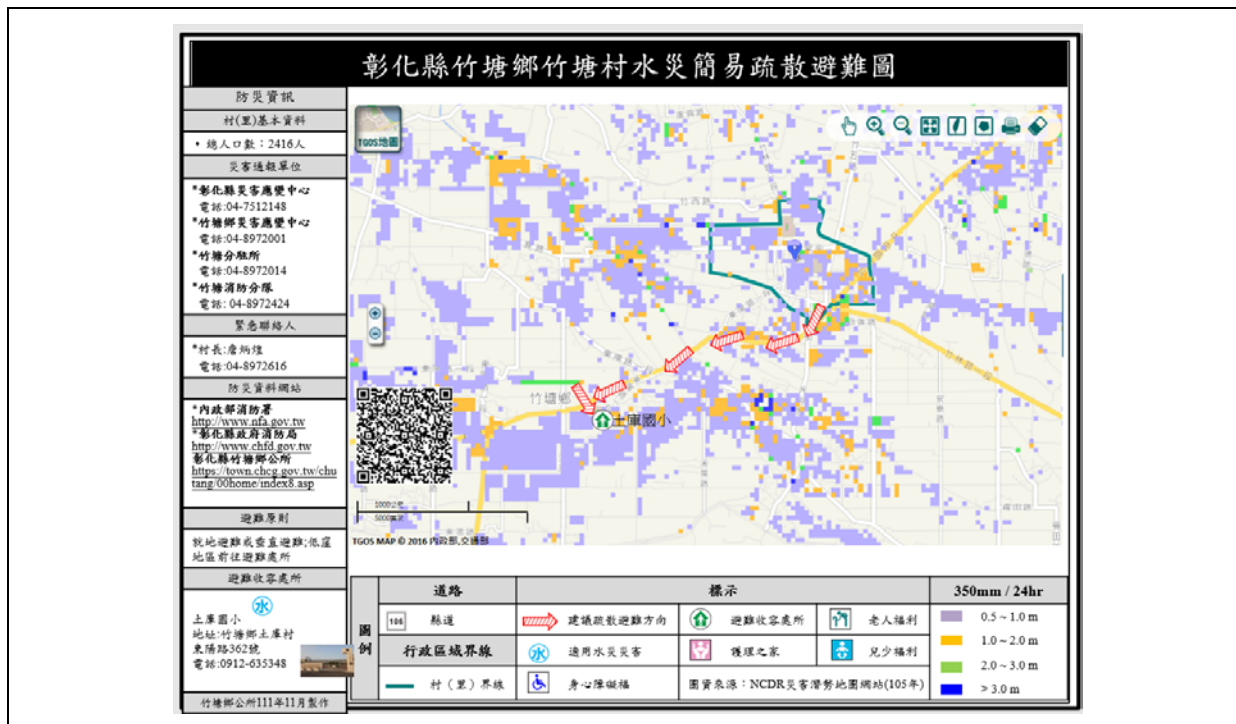 彰化縣竹塘鄉竹塘村水災簡易疏散避難圖
防災資訊
村(里)基本資料
• 總人口數：2416人
災害通報單位
*彰化縣災害應變中心
電話:04-7512148
*竹塘鄉災害應變中心
電話:04-8972001
*竹塘分駐所
電話:04-8972014
*竹塘消防分隊
電話: 04-8972424
緊急聯絡人
*村長:詹炳煌
電話:04-8972616
防災資料網站
*內政部消防署
http://www.nfa.gov.tw
*彰化縣政府消防局
http://www.chfd.gov.tw
彰化縣竹塘鄉公所
https://town.chcg.gov.tw/chu
tang/00home/index8.asp
避難原則
就地避難或垂直避難;低窪
地區前往避難處所
避難收容處所
水
土庫國小
地址:竹塘鄉土庫村
東陽路362號
電話:0912-635348
竹塘鄉公所111年11月製作
TGOS地圖
竹西路
竹塘鄉
土庫國小
1000公尺
5000英尺
TGOS MAP © 2016 內政部,交通部
圖例
道路
標示
350mm / 24hr
106
縣道
建議疏散避難方向
避難收容處所
老人福利
0.5 ~ 1.0 m
行政區域界線
水
適用水災災害
護理之家
兒少福利
1.0 ~ 2.0 m
2.0 ~ 3.0 m
村（里）界線
身心障礙福
圖資來源：NCDR災害潛勢地圖網站(105年)
> 3.0 m